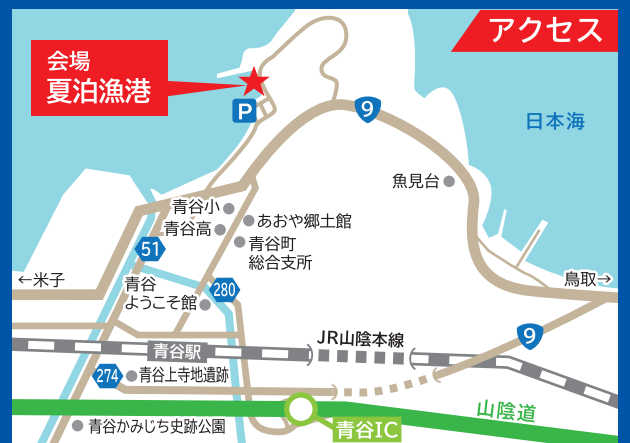 アクセス
会場
夏泊漁港
P
9
日本海
魚見台
青谷小
あおや郷土館
青谷高
青谷町
総合支所
51
←米子
青谷
ようこそ館
280
鳥取→
9
JR山陰本線
青谷駅
274
青谷上寺地遺跡
山陰道
青谷かみじち史跡公園
青谷IC